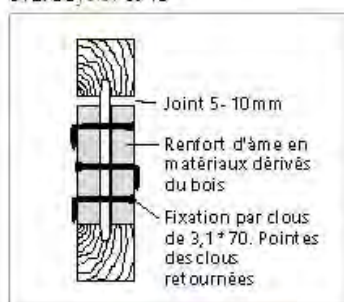 Joint 5-10mm
Renfort d'âme en
matériaux dérivés
du bois
Fixation par clous
de 3,1*70. Pointes
des clous
retournées